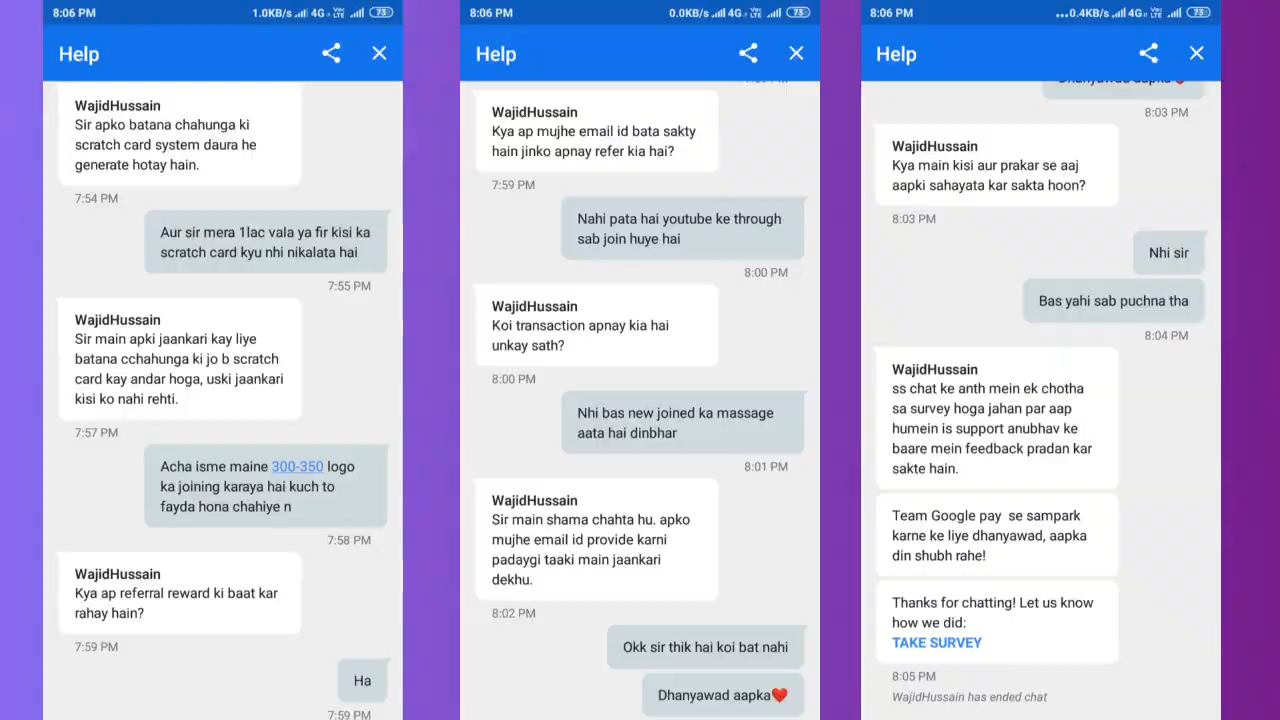 8:06 PM
1.0KB/s 4G Vo LTE 73
Help
WajidHussain
Sir apko batana chahunga ki
scratch card system daura he
generate hotay hain.
7:54 PM
Aur sir mera 1lac vala ya fir kisi ka
scratch card kyu nhi nikalata hai
7:55 PM
WajidHussain
Sir main apki jaankari kay liye
batana cchahunga ki jo b scratch
card kay andar hoga, uski jaankari
kisi ko nahi rehti.
7:57 PM
Acha isme maine 300-350 logo
ka joining karaya hai kuch to
fayda hona chahiye n
7:58 PM
WajidHussain
Kya ap referral reward ki baat kar
rahay hain?
7:59 PM
Ha
7:59 PM
8:06 PM
0.0KB/s 4G Vo LTE 73
Help
WajidHussain
Kya ap mujhe email id bata sakty
hain jinko apnay refer kia hai?
7:59 PM
Nahi pata hai youtube ke through
sab join huye hai
8:00 PM
WajidHussain
Koi transaction apnay kia hai
unkay sath?
8:00 PM
Nhi bas new joined ka massage
aata hai dinbhar
8:01 PM
WajidHussain
Sir main shama chahta hu. apko
mujhe email id provide karni
padaygi taaki main jaankari
dekhu.
8:02 PM
Okk sir thik hai koi bat nahi
Dhanyawad aapka❤️
8:06 PM
...0.4KB/s 4G Vo LTE 73
Help
Dhanyawad aapka❤️
8:03 PM
WajidHussain
Kya main kisi aur prakar se aaj
aapki sahayata kar sakta hoon?
8:03 PM
Nhi sir
Bas yahi sab puchna tha
8:04 PM
WajidHussain
ss chat ke anth mein ek chotha
sa survey hoga jahan par aap
humein is support anubhav ke
baare mein feedback pradan kar
sakte hain.
Team Google pay se sampark
karne ke liye dhanyawad, aapka
din shubh rahe!
Thanks for chatting! Let us know
how we did:
TAKE SURVEY
8:05 PM
WajidHussain has ended chat